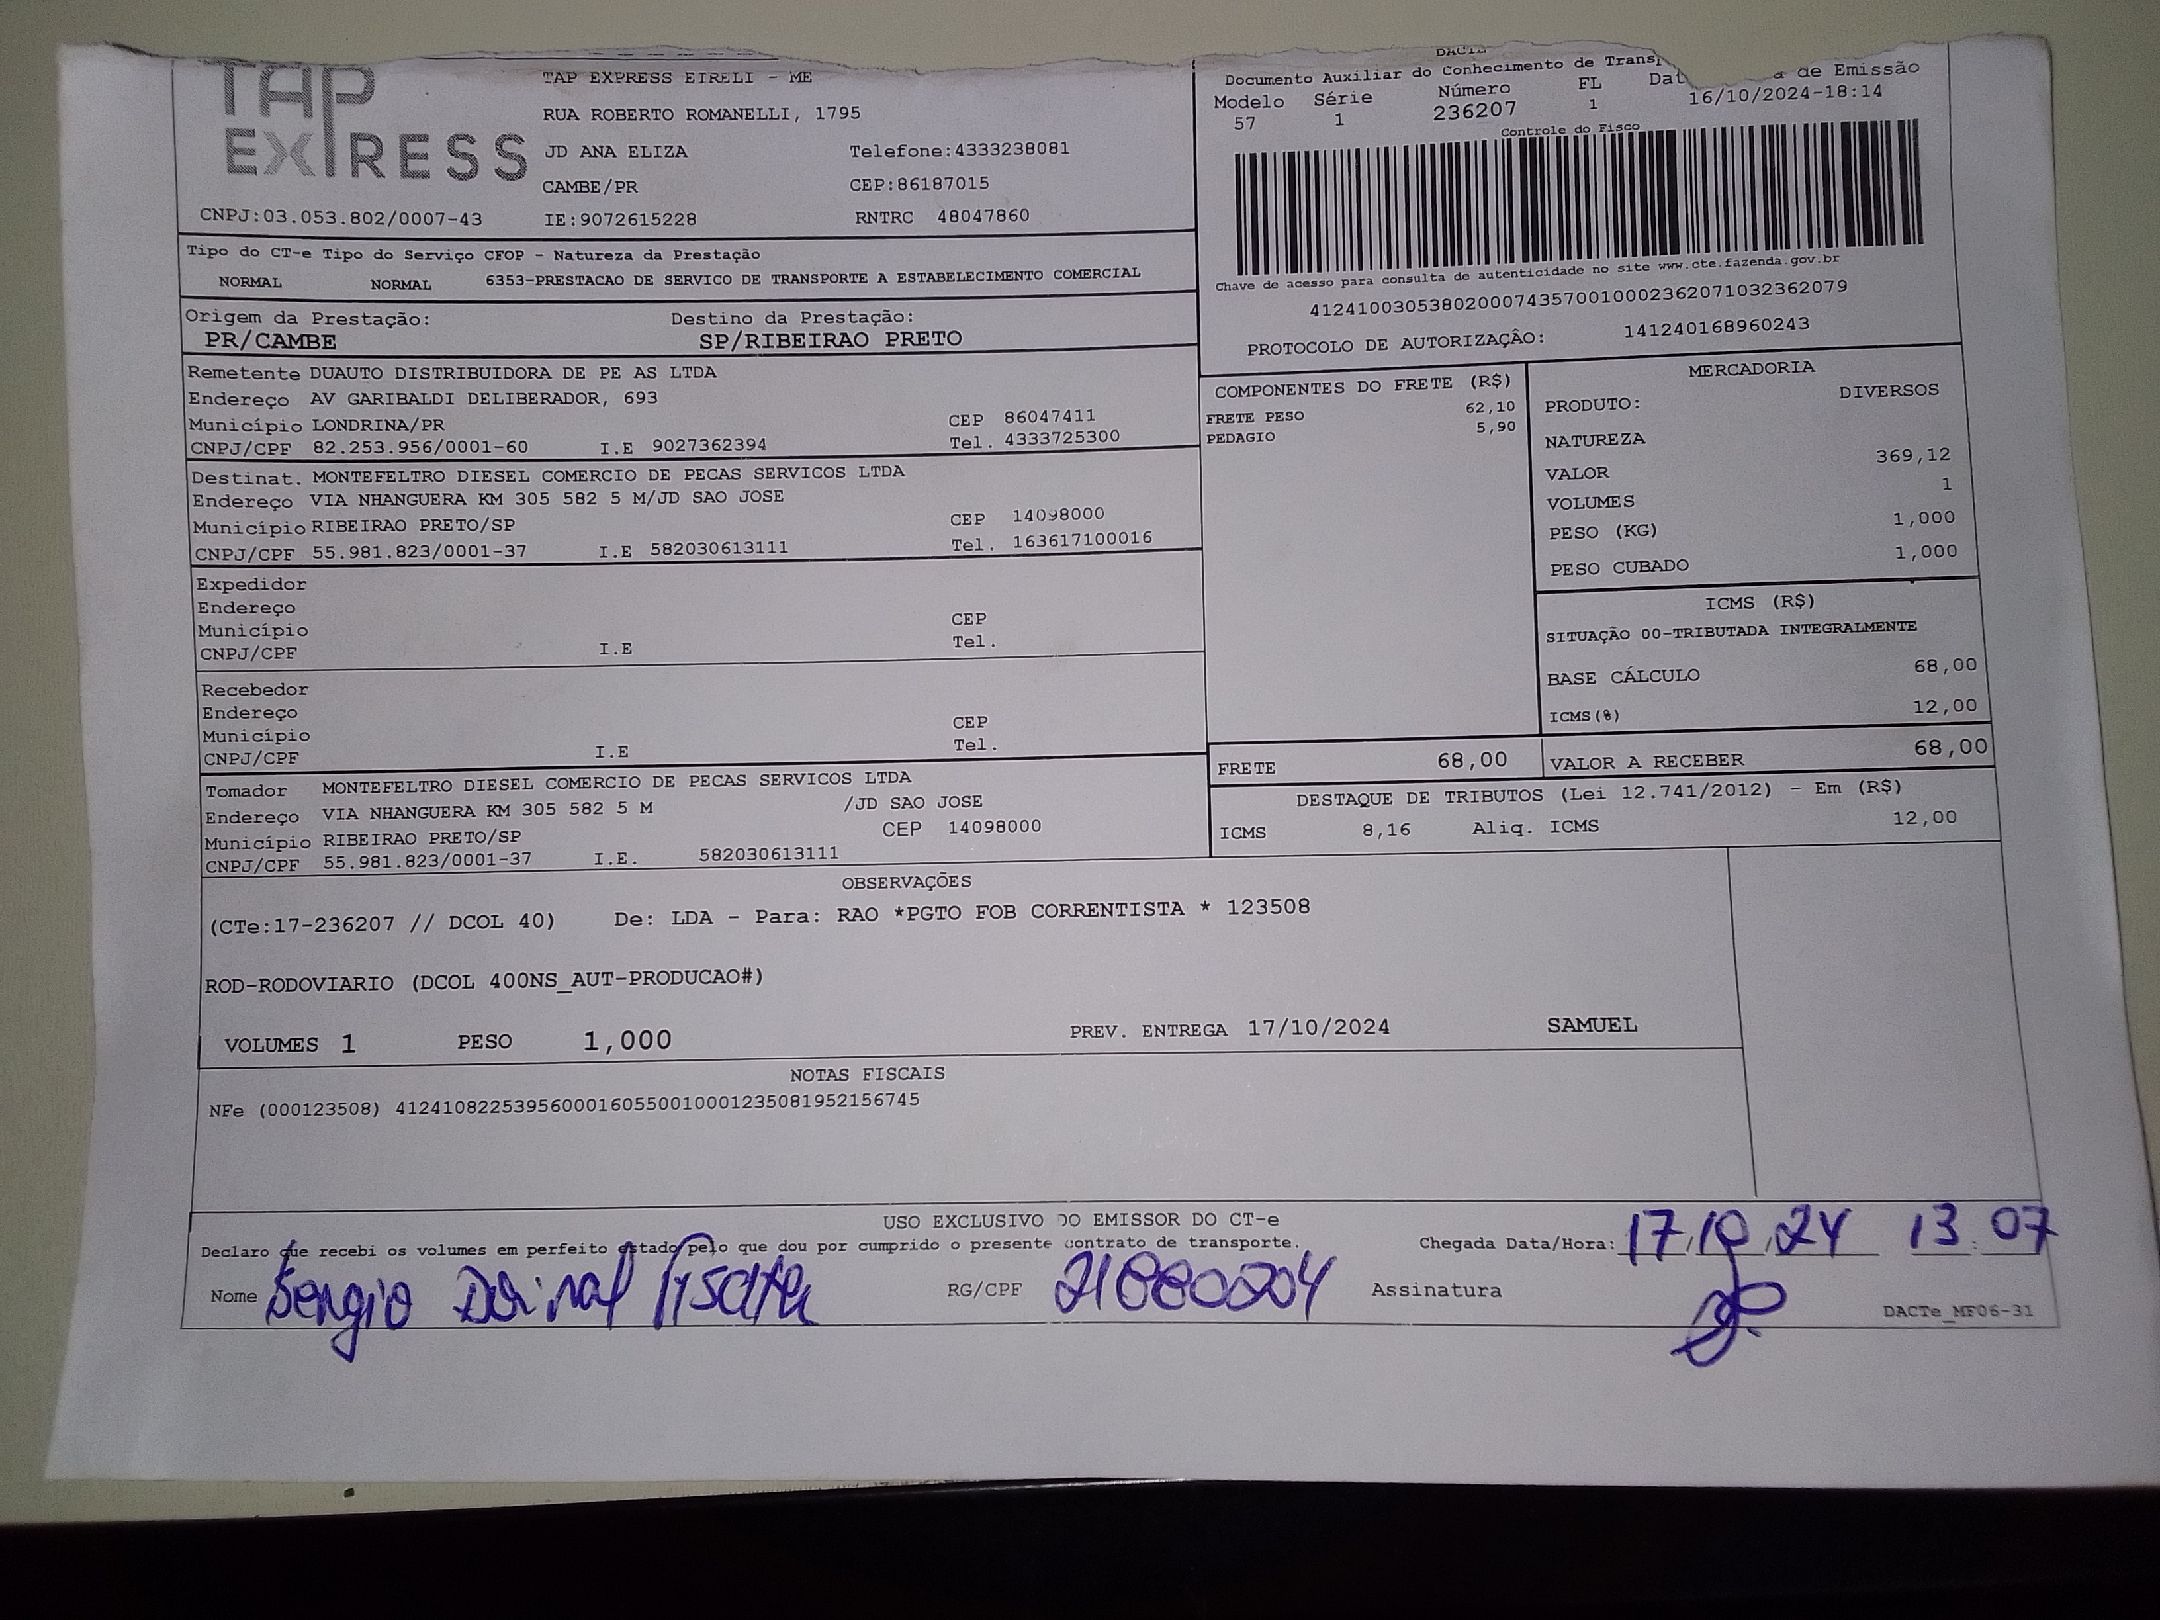 TAP EXPRESS
TAP EXPRESS EIRELI - ME
RUA ROBERTO ROMANELLI, 1795
JD ANA ELIZA Telefone:4333238081
CAMBE/PR CEP:86187015
CNPJ:03.053.802/0007-43 IE:9072615228 RNTRC 48047860
DACTE
Documento Auxiliar do Conhecimento de
Modelo Série Número FL de Emissão
57 1 236207 1 16/10/2024-18:14
Controle do Fisco
Chave de acesso para consulta de autenticidade no site www.cte.fazenda.gov.br
41241003053802000743570010002362071032362079
PROTOCOLO DE AUTORIZAÇÂO: 141240168960243
Tipo do CT-e Tipo do Serviço CFOP - Natureza da Prestação
NORMAL NORMAL 6353-PRESTACAO DE SERVICO DE TRANSPORTE A ESTABELECIMENTO COMERCIAL
Origem da Prestação: Destino da Prestação:
PR/CAMBE SP/RIBEIRAO PRETO
Remetente DUAUTO DISTRIBUIDORA DE PE AS LTDA
Endereço AV GARIBALDI DELIBERADOR, 693
Município LONDRINA/PR CEP 86047411
CNPJ/CPF 82.253.956/0001-60 I.E 9027362394 Tel. 4333725300
Destinat. MONTEFELTRO DIESEL COMERCIO DE PECAS SERVICOS LTDA
Endereço VIA NHANGUERA KM 305 582 5 M/JD SAO JOSE
Município RIBEIRAO PRETO/SP CEP 14098000
CNPJ/CPF 55.981.823/0001-37 I.E 582030613111 Tel. 163617100016
Expedidor
Endereço
Município CEP
CNPJ/CPF I.E Tel.
Recebedor
Endereço
Município CEP
CNPJ/CPF I.E Tel.
Tomador MONTEFELTRO DIESEL COMERCIO DE PECAS SERVICOS LTDA
Endereço VIA NHANGUERA KM 305 582 5 M /JD SAO JOSE
Município RIBEIRAO PRETO/SP CEP 14098000
CNPJ/CPF 55.981.823/0001-37 I.E. 582030613111
COMPONENTES DO FRETE (R$)
FRETE PESO 62,10
PEDAGIO 5,90
MERCADORIA
PRODUTO: DIVERSOS
NATUREZA
VALOR 369,12
VOLUMES 1
PESO (KG) 1,000
PESO CUBADO 1,000
ICMS (R$)
SITUAÇÃO 00-TRIBUTADA INTEGRALMENTE
BASE CÁLCULO 68,00
ICMS(%) 12,00
FRETE 68,00 VALOR A RECEBER 68,00
DESTAQUE DE TRIBUTOS (Lei 12.741/2012) - Em (R$)
ICMS 8,16 Aliq. ICMS 12,00
OBSERVAÇÕES
(CTe:17-236207 // DCOL 40) De: LDA - Para: RAO *PGTO FOB CORRENTISTA * 123508
ROD-RODOVIARIO (DCOL 400NS_AUT-PRODUCAO#)
VOLUMES 1 PESO 1,000 PREV. ENTREGA 17/10/2024 SAMUEL
NOTAS FISCAIS
NFe (000123508) 41241082253956000160550010001235081952156745
USO EXCLUSIVO DO EMISSOR DO CT-e
Declaro que recebi os volumes em perfeito estado pelo que dou por cumprido o presente contrato de transporte. Chegada Data/Hora: 17/10/24 13:07
Nome Sergio RG/CPF Assinatura
DACTe_MF06-31